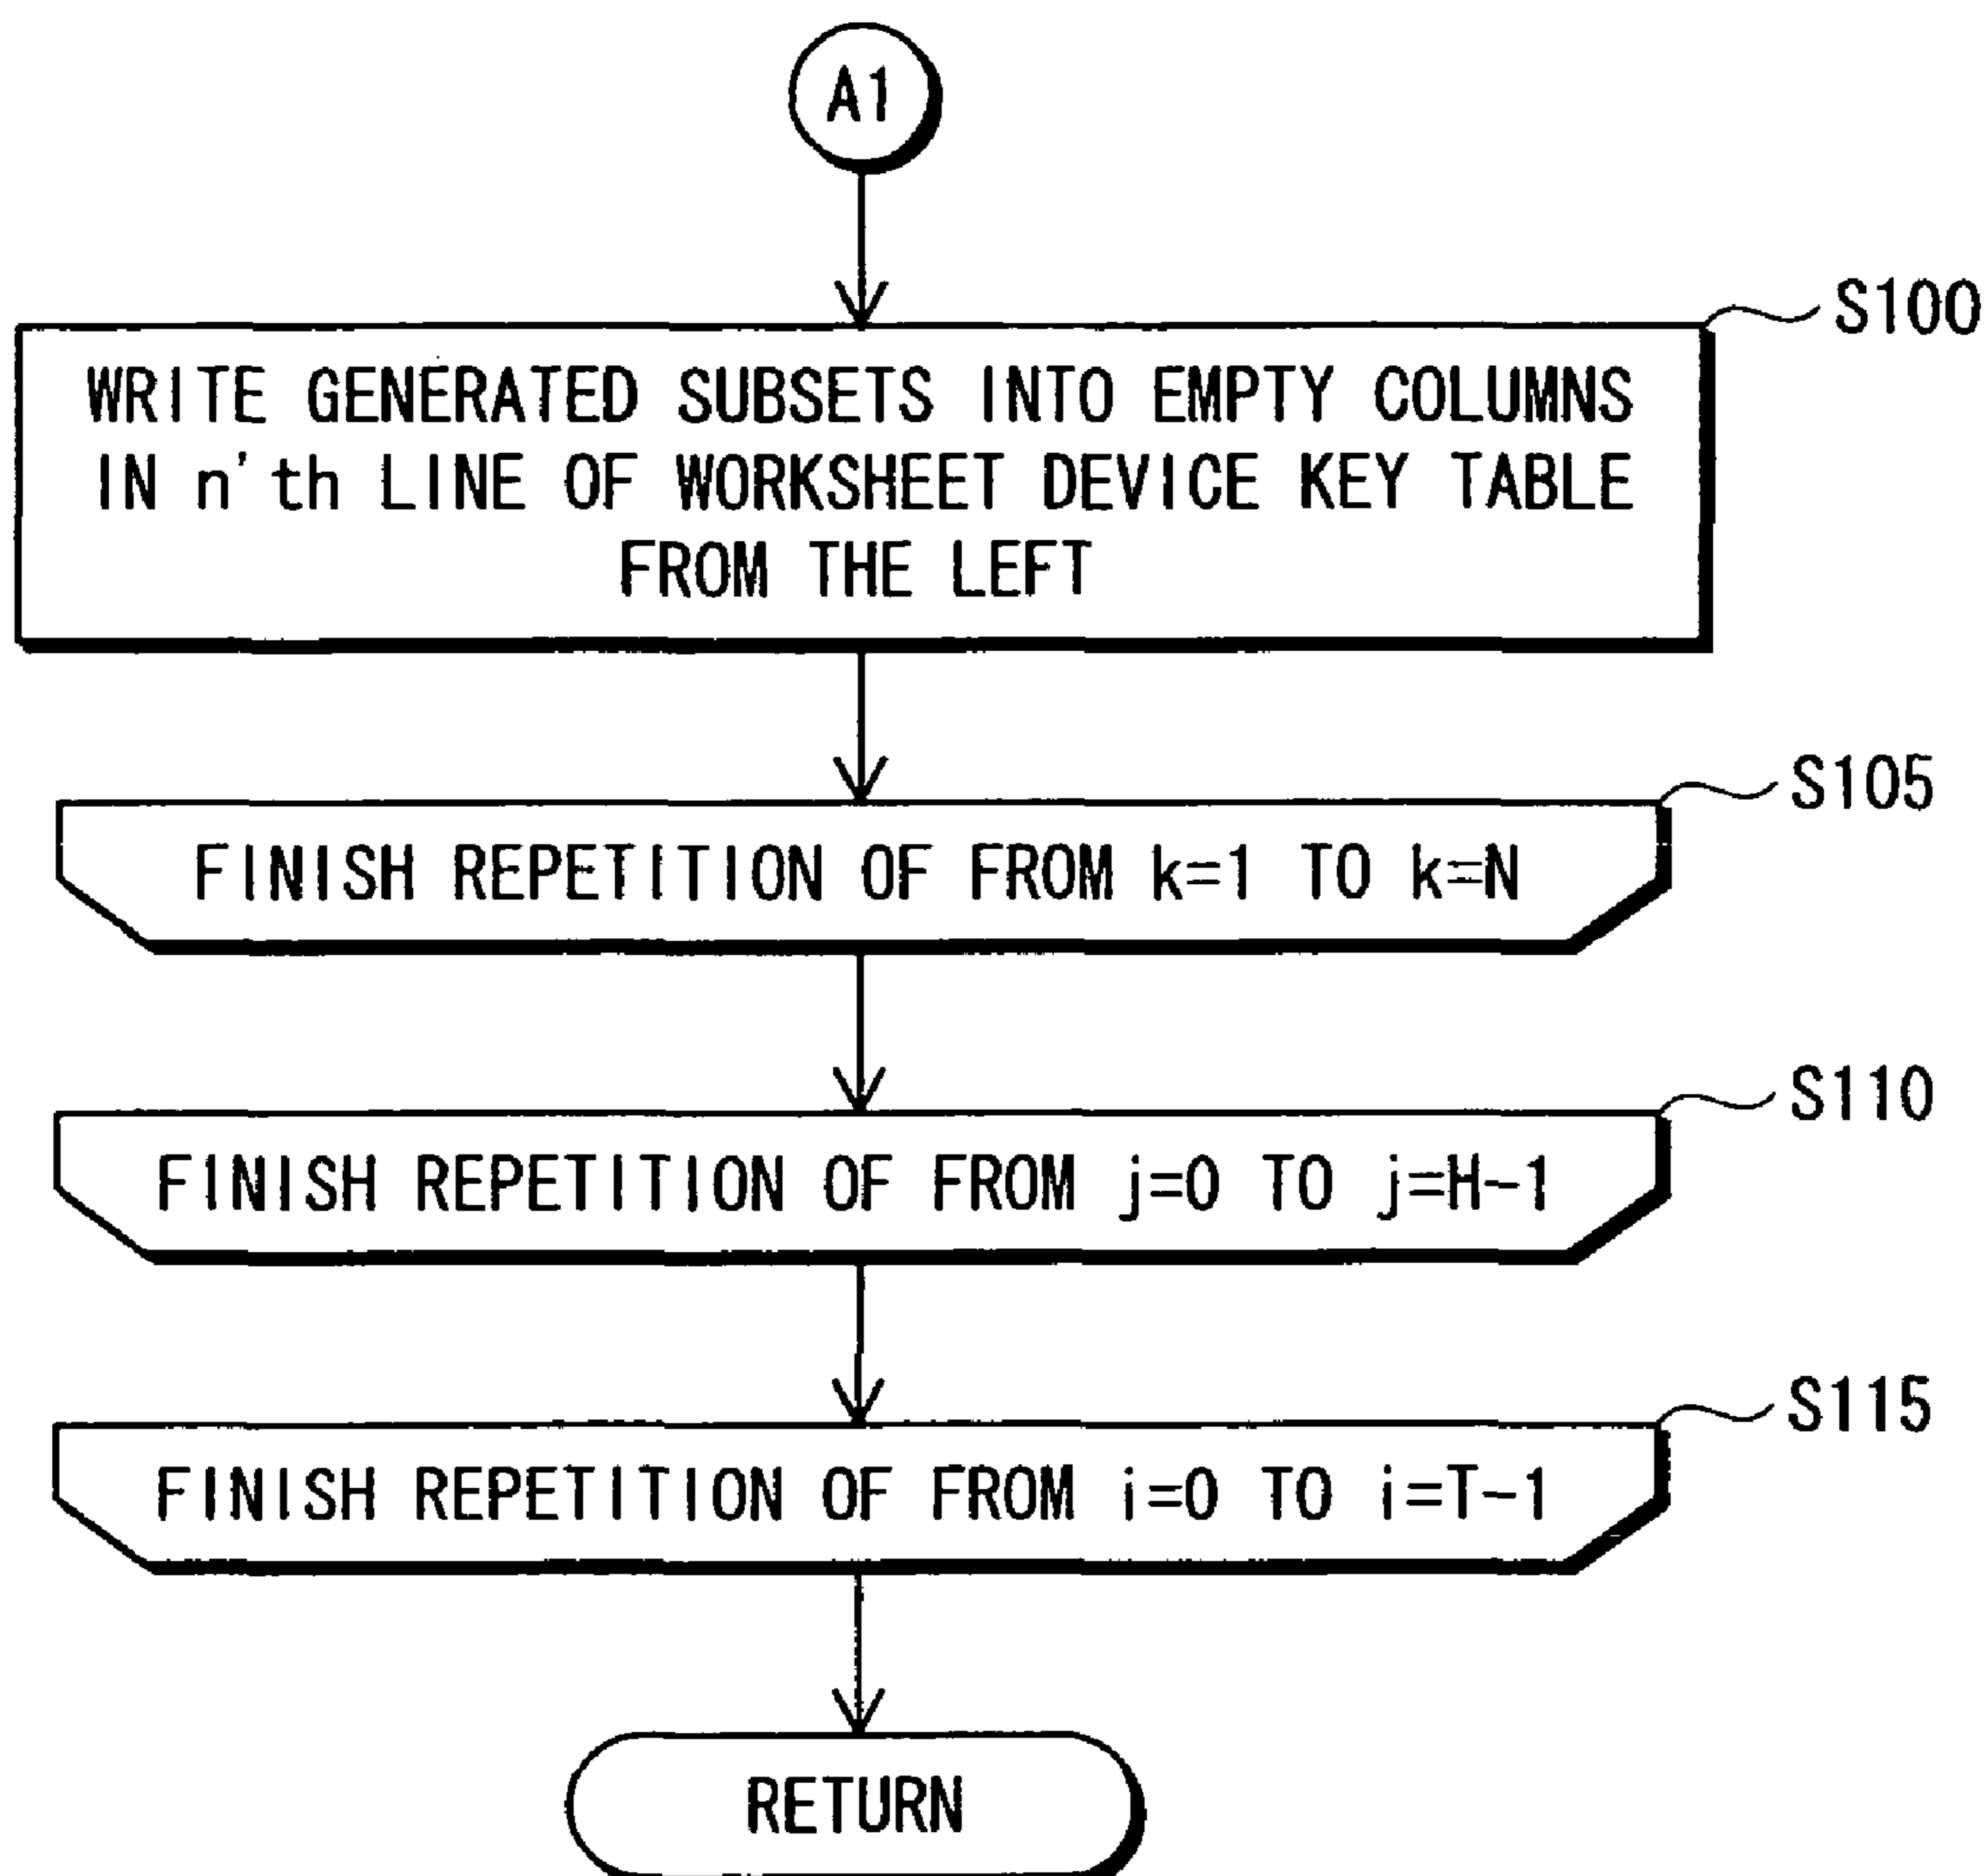 A1
S100
WRITE GENERATED SUBSETS INTO EMPTY COLUMNS
IN n'th LINE OF WORKSHEET DEVICE KEY TABLE
FROM THE LEFT
S105
FINISH REPETITION OF FROM k=1 TO k=N
S110
FINISH REPETITION OF FROM j=0 TO j=H-1
S115
FINISH REPETITION OF FROM i=0 TO i=T-1
RETURN